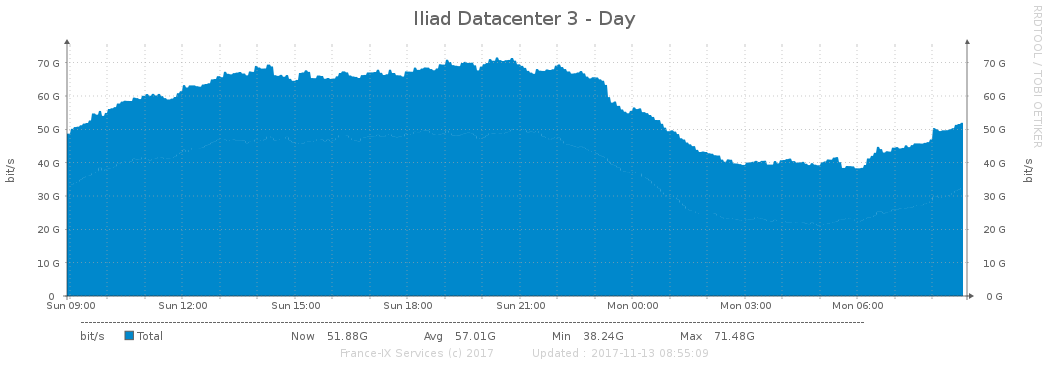 Iliad Datacenter 3 - Day
RRDTOOL / TOBI OETIKER
bit/s
70 G
60 G
50 G
40 G
30 G
20 G
10 G
0
70 G
60 G
50 G
40 G
30 G
20 G
10 G
0 G
bit/s
Sun 09:00 Sun 12:00 Sun 15:00 Sun 18:00 Sun 21:00 Mon 00:00 Mon 03:00 Mon 06:00
bit/s Total Now 51.88G Avg 57.01G Min 38.24G Max 71.48G
France-IX Services (c) 2017 Updated : 2017-11-13 08:55:09